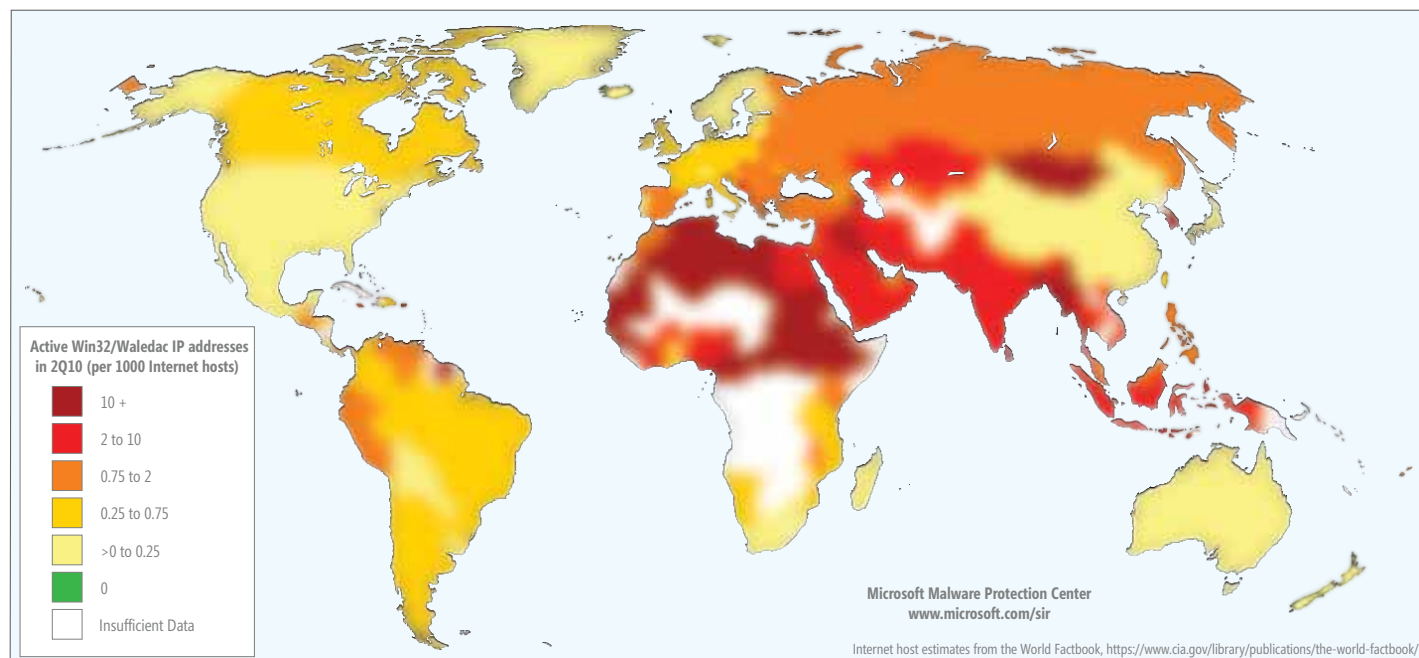 Active Win32/Waledac IP addresses
in 2Q10 (per 1000 Internet hosts)
10 +
2 to 10
0.75 to 2
0.25 to 0.75
>0 to 0.25
0
Insufficient Data
Microsoft Malware Protection Center
www.microsoft.com/sir
Internet host estimates from the World Factbook, https://www.cia.gov/library/publications/the-world-factbook/